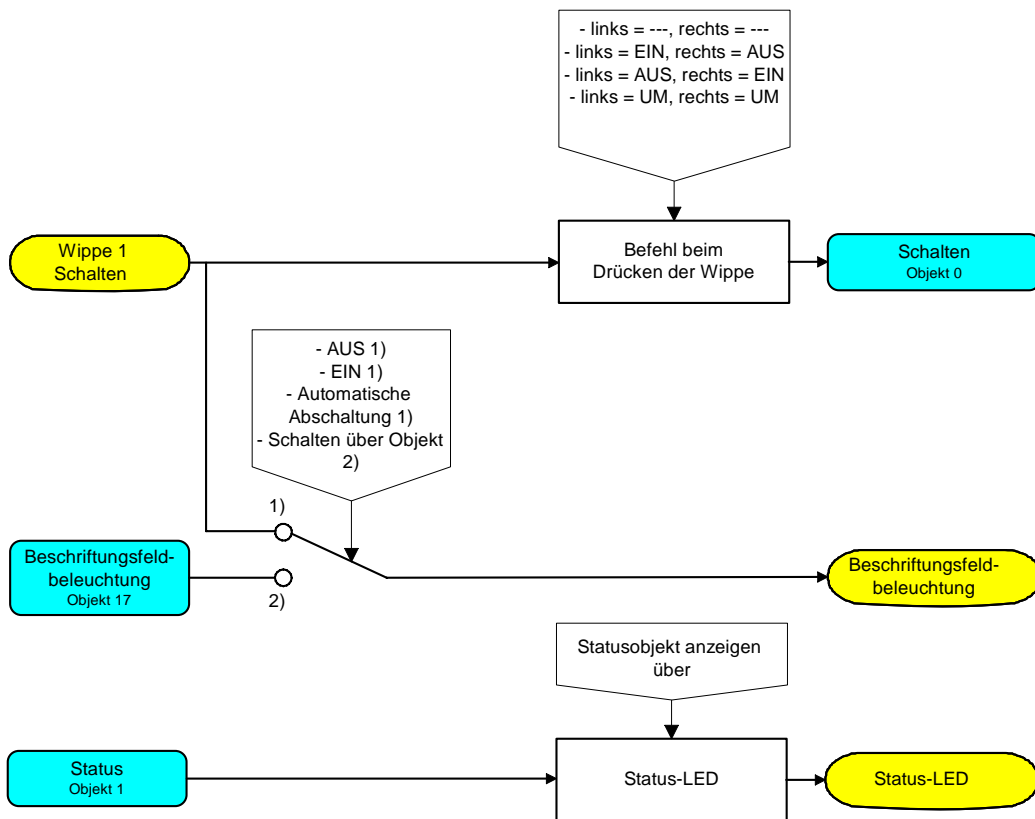 - links = ---, rechts = ---
- links = EIN, rechts = AUS
- links = AUS, rechts = EIN
- links = UM, rechts = UM
Wippe 1
Schalten
Befehl beim
Drücken der Wippe
Schalten
Objekt 0
- AUS 1)
- EIN 1)
- Automatische
Abschaltung 1)
- Schalten über Objekt
2)
1)
Beschriftungsfeld-
beleuchtung
Objekt 17
2)
Beschriftungsfeld-
beleuchtung
Statusobjekt anzeigen
über
Status
Objekt 1
Status-LED
Status-LED